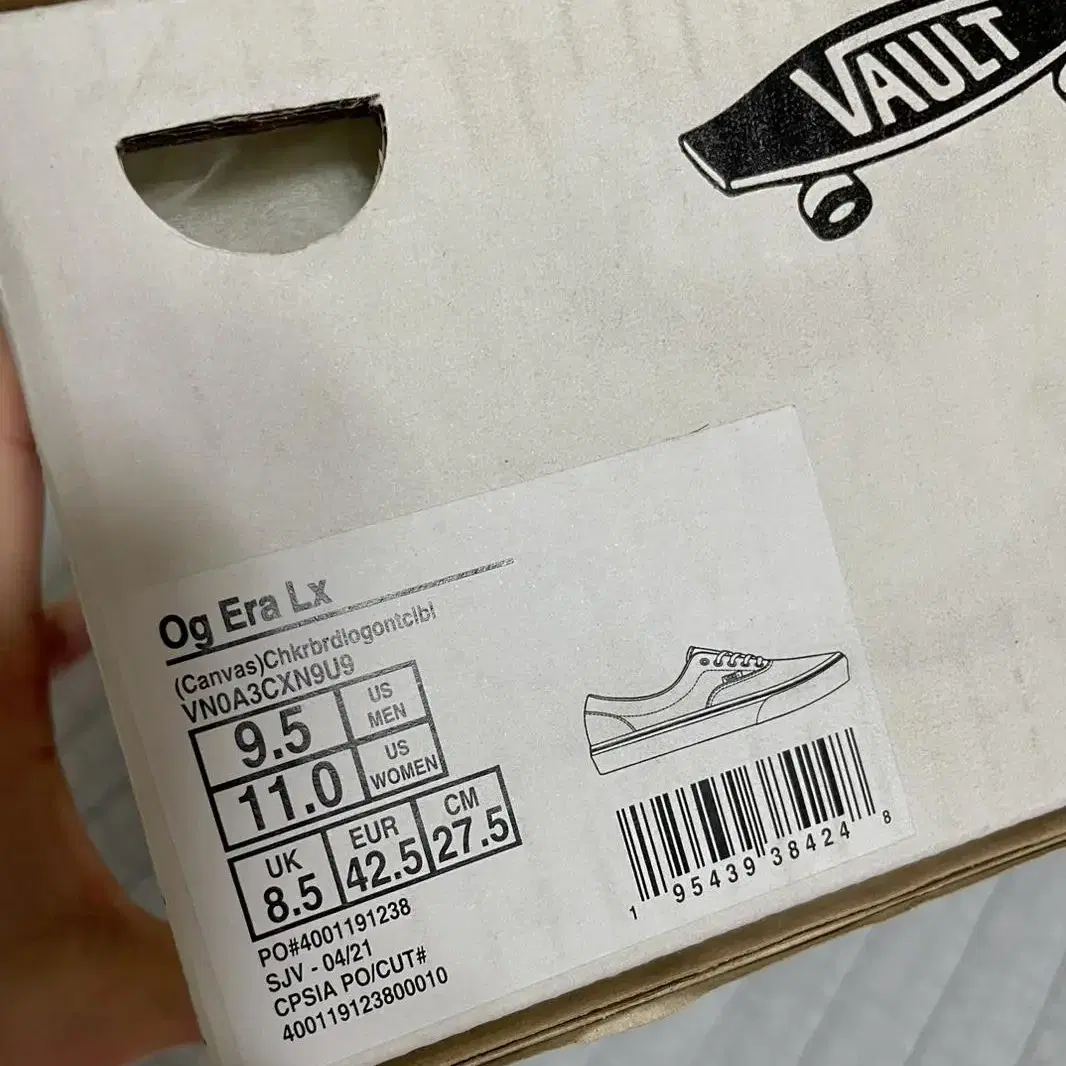 VAULT
Og Era Lx
(Canvas)Chkrbrdlogontclbl
VN0A3CXN9U9
9.5 US MEN
11.0 US WOMEN
UK 8.5 EUR 42.5 CM 27.5
PO#4001191238
SJV - 04/21
CPSIA PO/CUT#
400119123800010
1 95439 38424 8